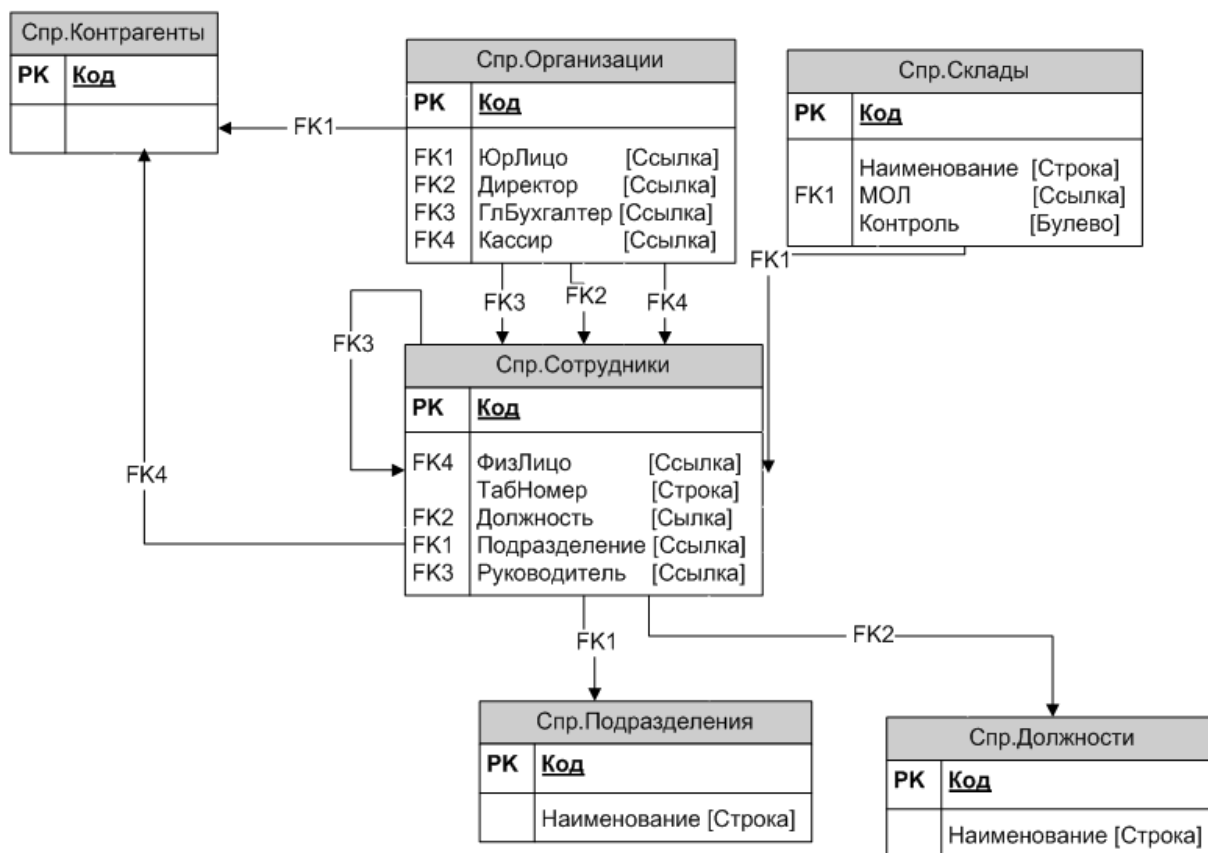 Спр.Контрагенты
PK Код
Спр.Организации
PK Код
FK1 ЮрЛицо [Ссылка]
FK2 Директор [Ссылка]
FK3 ГлБухгалтер [Ссылка]
FK4 Кассир [Ссылка]
Спр.Склады
PK Код
Наименование [Строка]
FK1 МОЛ [Ссылка]
Контроль [Булево]
FK1
FK1
FK3
FK2
FK4
FK3
Спр.Сотрудники
PK Код
FK4 ФизЛицо [Ссылка]
ТабНомер [Строка]
FK2 Должность [Сылка]
FK1 Подразделение [Ссылка]
FK3 Руководитель [Ссылка]
FK4
FK1
FK2
Спр.Подразделения
PK Код
Наименование [Строка]
Спр.Должности
PK Код
Наименование [Строка]